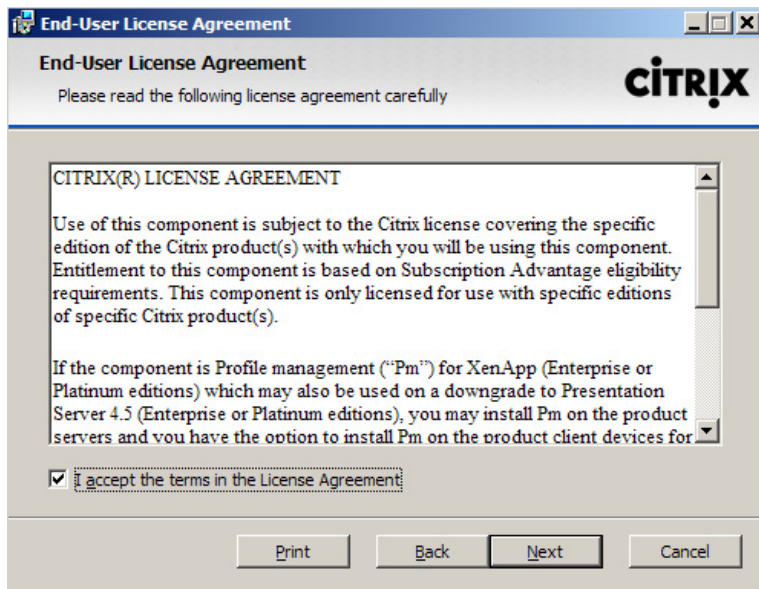 End-User License Agreement
End-User License Agreement
Please read the following license agreement carefully
CİTRIX
CITRIX(R) LICENSE AGREEMENT
Use of this component is subject to the Citrix license covering the specific
edition of the Citrix product(s) with which you will be using this component.
Entitlement to this component is based on Subscription Advantage eligibility
requirements. This component is only licensed for use with specific editions
of specific Citrix product(s).
If the component is Profile management (“Pm”) for XenApp (Enterprise or
Platinum editions) which may also be used on a downgrade to Presentation
Server 4.5 (Enterprise or Platinum editions), you may install Pm on the product
servers and you have the option to install Pm on the product client devices for
I accept the terms in the License Agreement
Print Back Next Cancel